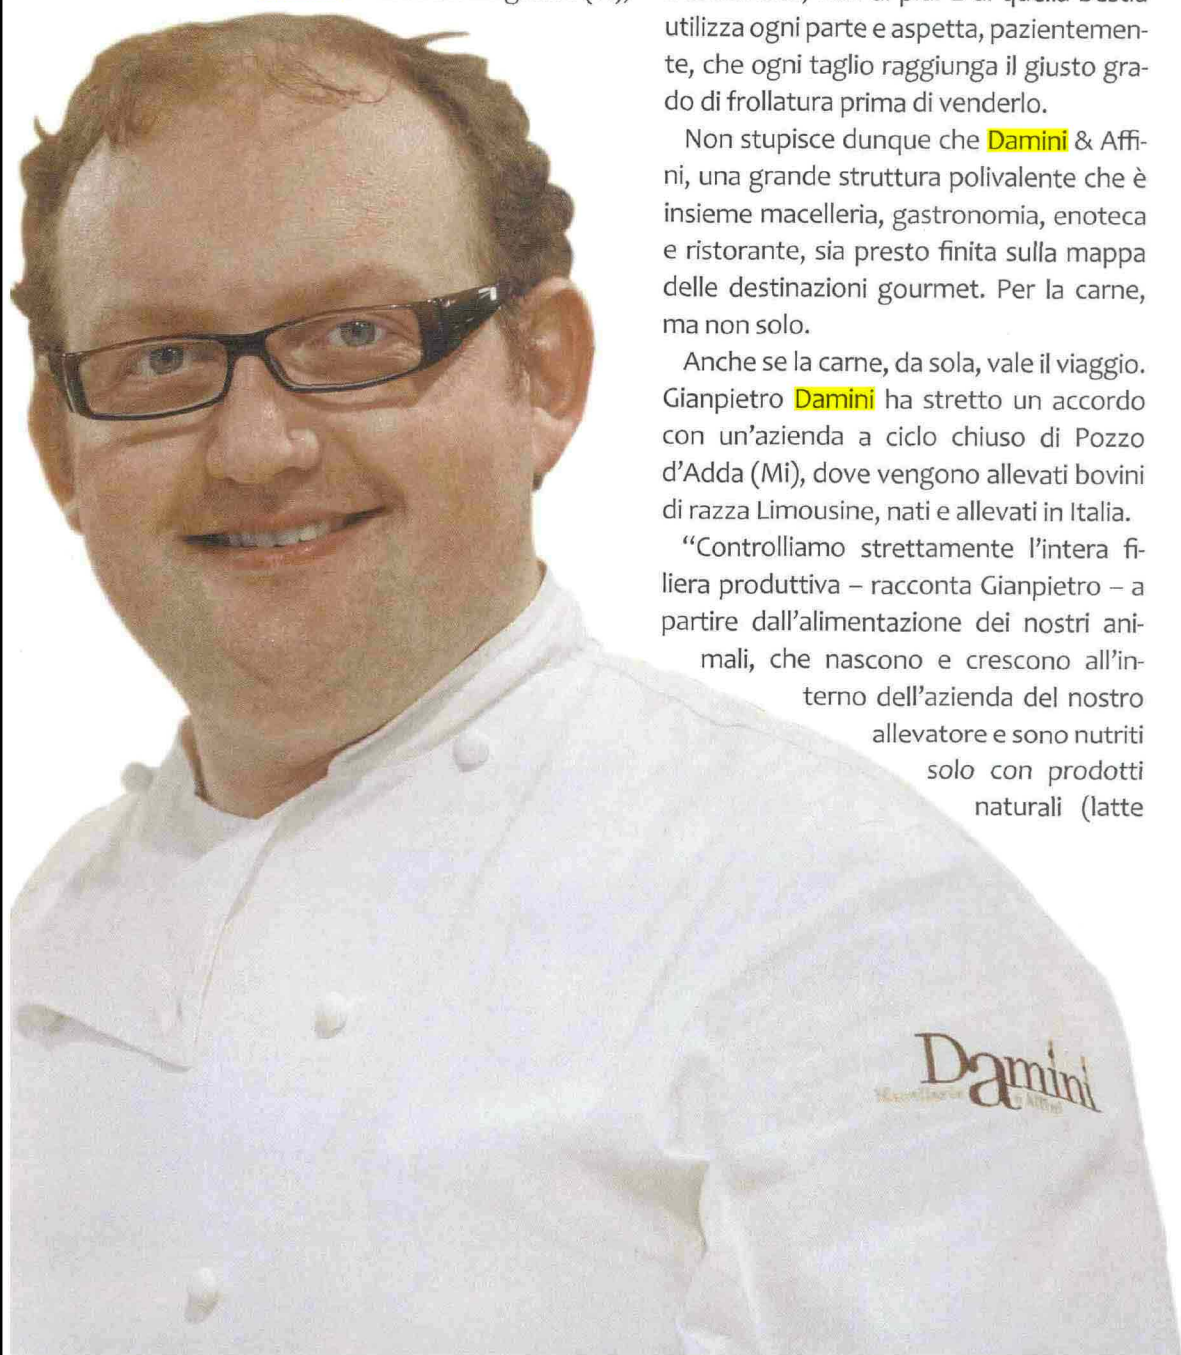 utilizza ogni parte e aspetta, pazientemen-
te, che ogni taglio raggiunga il giusto gra-
do di frollatura prima di venderlo.
Non stupisce dunque che Damini & Affi-
ni, una grande struttura polivalente che è
insieme macelleria, gastronomia, enoteca
e ristorante, sia presto finita sulla mappa
delle destinazioni gourmet. Per la carne,
ma non solo.
Anche se la carne, da sola, vale il viaggio.
Gianpietro Damini ha stretto un accordo
con un'azienda a ciclo chiuso di Pozzo
d'Adda (Mi), dove vengono allevati bovini
di razza Limousine, nati e allevati in Italia.
“Controlliamo strettamente l'intera fi-
liera produttiva – racconta Gianpietro – a
partire dall'alimentazione dei nostri ani-
mali, che nascono e crescono all'in-
terno dell'azienda del nostro
allevatore e sono nutriti
solo con prodotti
naturali (latte
Damini